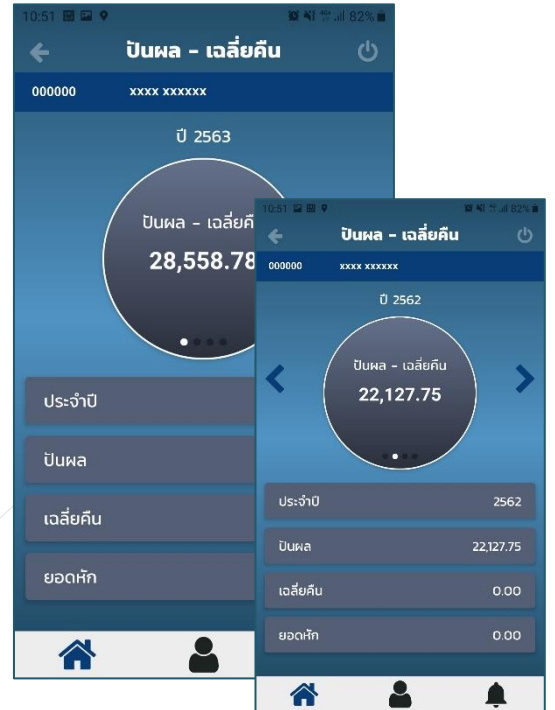 10:51
82%
ปันผล - เฉลี่ยคืน
000000 xxxx xxxxxx
ปี 2563
ปันผล - เฉลี่ยคื
28,558.78
ประจำปี
ปันผล
เฉลี่ยคืน
ยอดหัก
10:51
82%
ปันผล - เฉลี่ยคืน
000000 xxxx xxxxxx
ปี 2562
ปันผล - เฉลี่ยคืน
22,127.75
ประจำปี 2562
ปันผล 22,127.75
เฉลี่ยคืน 0.00
ยอดหัก 0.00